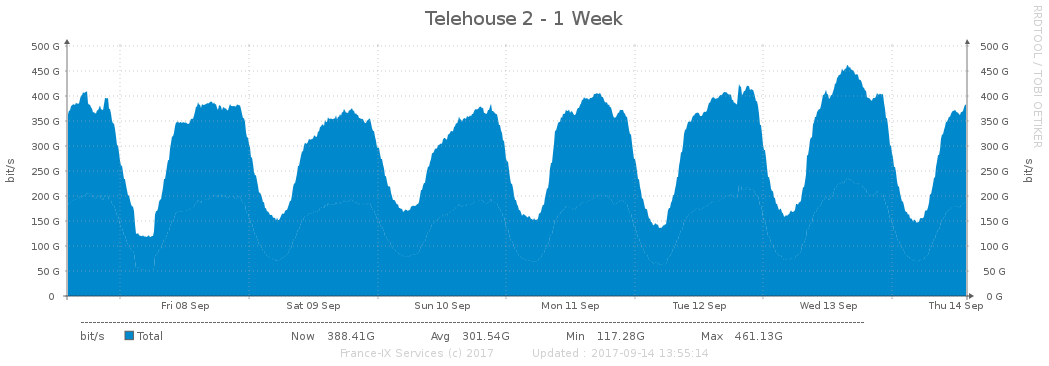 Telehouse 2 - 1 Week
RRDTOOL / TOBI OETIKER
500 G 500 G
450 G 450 G
400 G 400 G
350 G 350 G
300 G 300 G
250 G 250 G
200 G 200 G
150 G 150 G
100 G 100 G
50 G 50 G
0 0 G
bit/s bit/s
Fri 08 Sep Sat 09 Sep Sun 10 Sep Mon 11 Sep Tue 12 Sep Wed 13 Sep Thu 14 Sep
bit/s Total Now 388.41G Avg 301.54G Min 117.28G Max 461.13G
France-IX Services (c) 2017 Updated : 2017-09-14 13:55:14